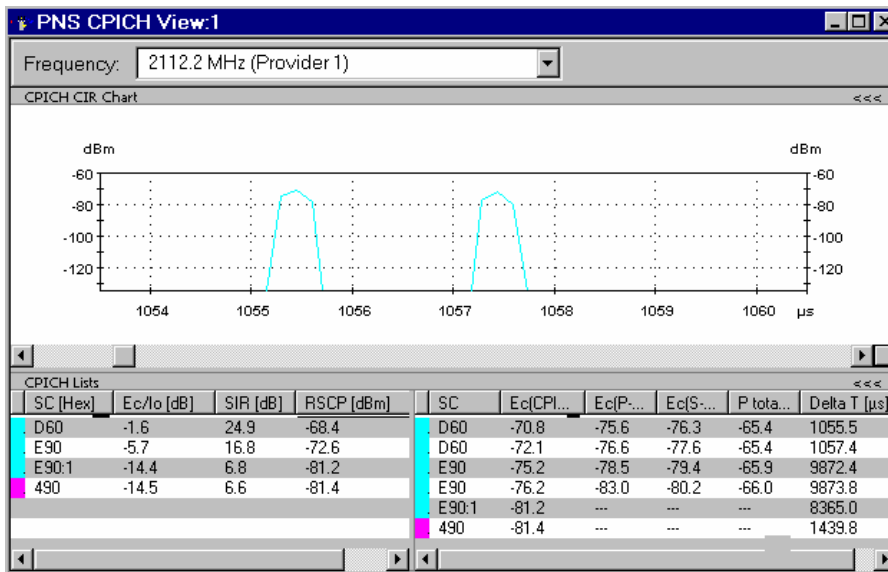 PNS CPICH View:1
Frequency: 2112.2 MHz (Provider 1)
CPICH CIR Chart <<<
dBm dBm
-60 -60
-80 -80
-100 -100
-120 -120
1054 1055 1056 1057 1058 1059 1060 µs
CPICH Lists <<<
SC [Hex] Ec/Io [dB] SIR [dB] RSCP [dBm]
D60 -1.6 24.9 -68.4
E90 -5.7 16.8 -72.6
E90:1 -14.4 6.8 -81.2
490 -14.5 6.6 -81.4
SC Ec(CPI... Ec(P-... Ec(S-... P tota... Delta T [µs]
D60 -70.8 -75.6 -76.3 -65.4 1055.5
D60 -72.1 -76.6 -77.6 -65.4 1057.4
E90 -75.2 -78.5 -79.4 -65.9 9872.4
E90 -76.2 -83.0 -80.2 -66.0 9873.8
E90:1 -81.2 --- --- --- 8365.0
490 -81.4 --- --- --- 1439.8